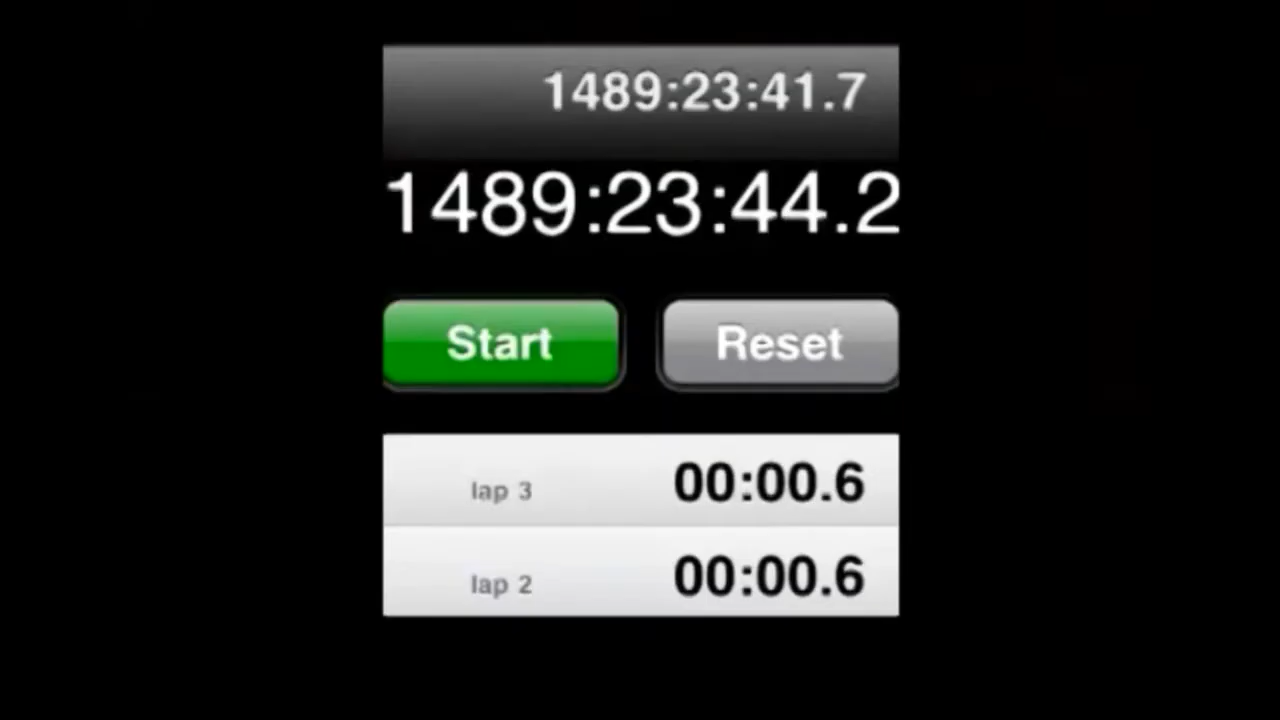 1489:23:41.7
1489:23:44.2
Start Reset
lap 3 00:00.6
lap 2 00:00.6